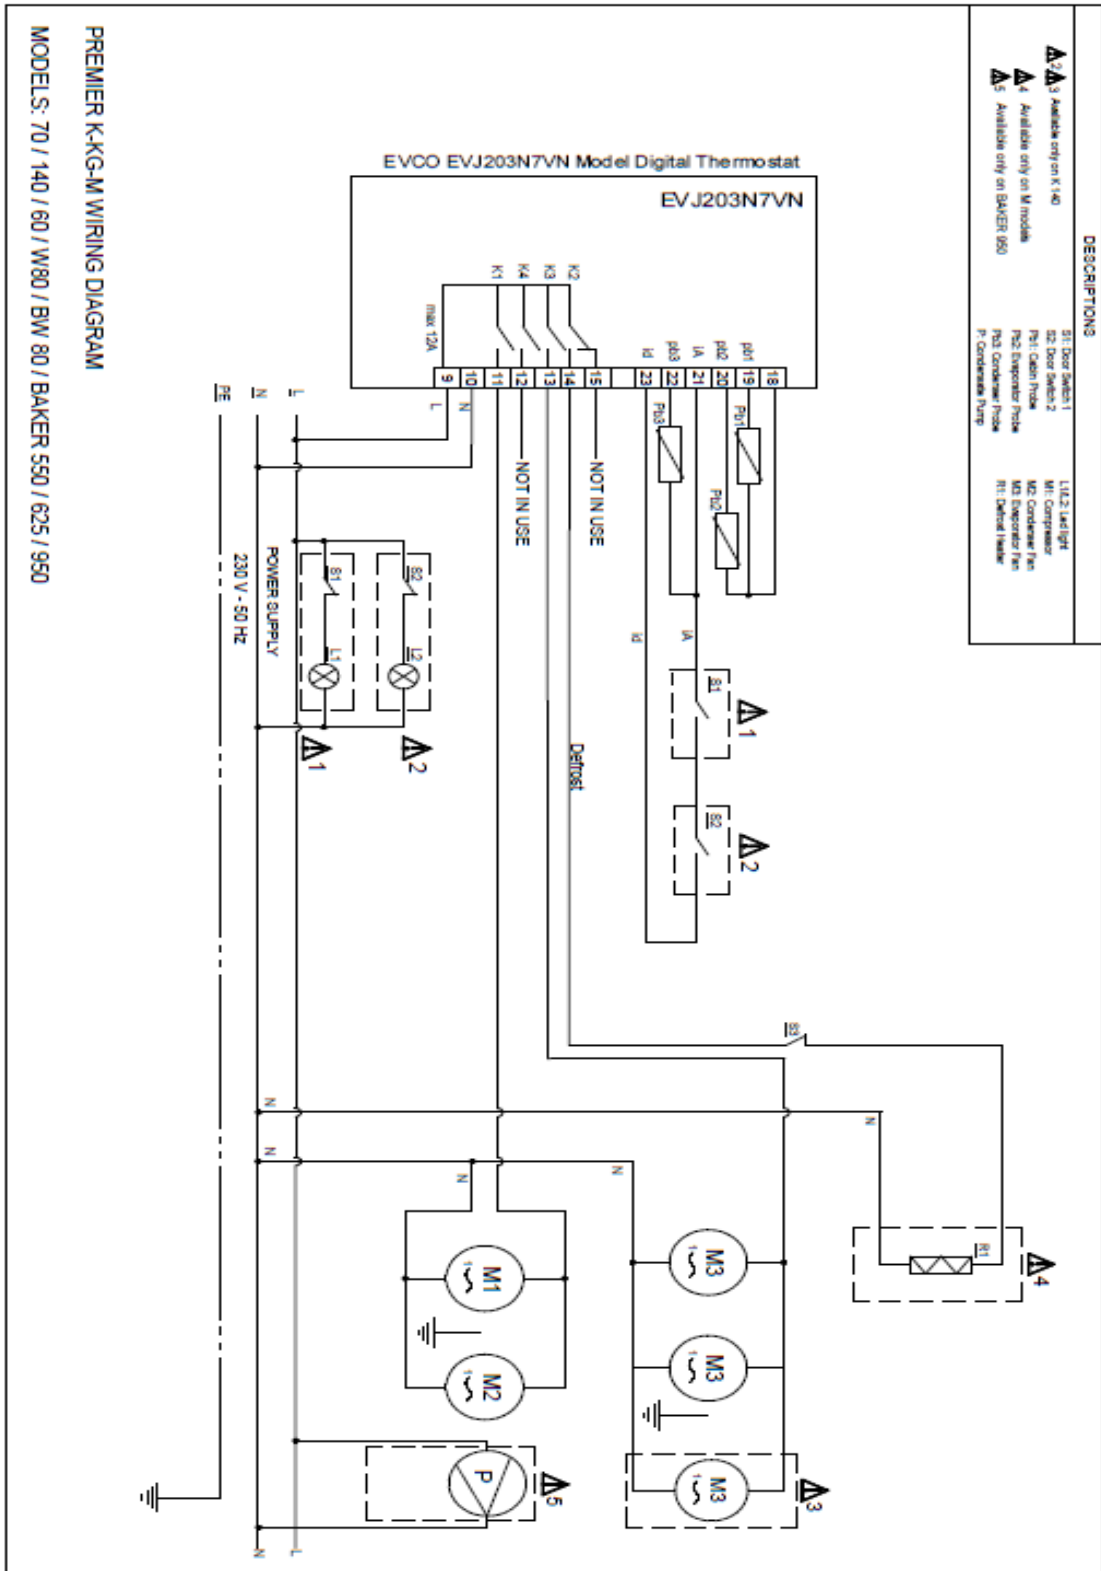 DESCRIPTIONS
2 3 Available only on K 140
4 Available only on M models
5 Available only on BAKER 950
S1: Door Switch 1
S2: Door Switch 2
Pb1: Cabin Probe
Pb2: Evaporator Probe
Pb3: Condenser Probe
P: Condensate Pump
L1/L2: Led light
M1: Compressor
M2: Condenser Fan
M3: Evaporator Fan
R1: Defrost Heater
EVCO EVJ203N7VN Model Digital Thermostat
EVJ203N7VN
K1
K4
K3
K2
max 12A
id
pb3
iA
pb2
pb1
9
10
11
12
13
14
15
23
22
21
20
19
18
L
N
NOT IN USE
NOT IN USE
Pb3
Pb1
Pb2
PE
N
L
POWER SUPPLY
230 V - 50 Hz
S1
L1
S2
L2
1
2
Defrost
id
iA
S1
1
S2
2
S3
N
N
N
N
N
R1
4
M1
1
M2
1
M3
1
M3
1
M3
1
3
P
5
N
L
PREMIER K-KG-M WIRING DIAGRAM
MODELS: 70 / 140 / 60 / W80 / BW 80 / BAKER 550 / 625 / 950